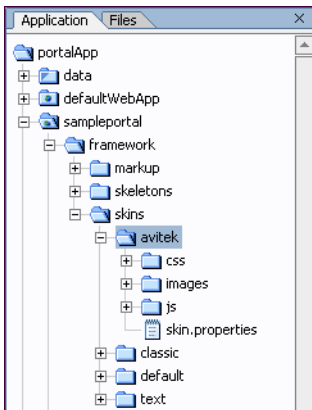 Application Files
portalApp
data
defaultWebApp
sampleportal
framework
markup
skeletons
skins
avitek
css
images
js
skin.properties
classic
default
text